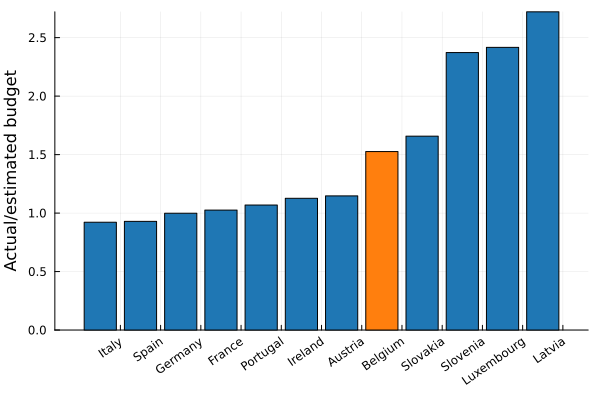 Actual/estimated budget
2.5
2.0
1.5
1.0
0.5
0.0
Italy
Spain
Germany
France
Portugal
Ireland
Austria
Belgium
Slovakia
Slovenia
Luxembourg
Latvia